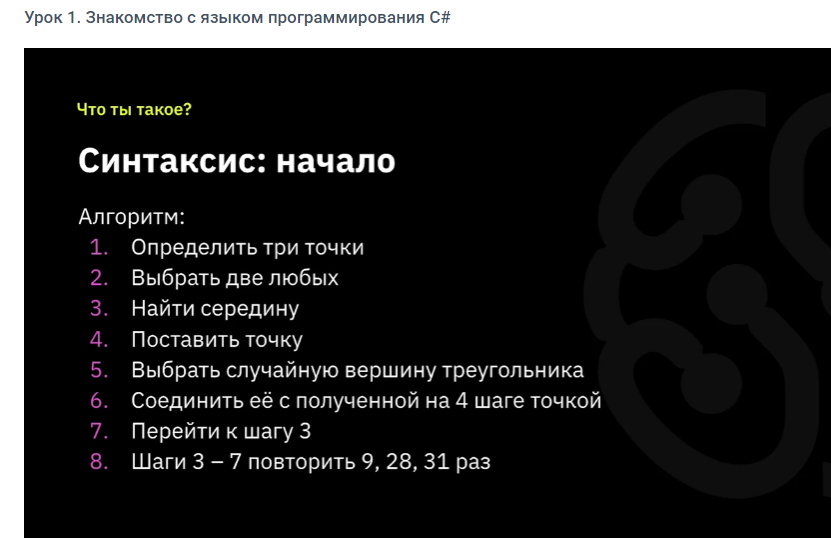 Урок 1. Знакомство с языком программирования C#
Что ты такое?
Синтаксис: начало
Алгоритм:
1. Определить три точки
2. Выбрать две любых
3. Найти середину
4. Поставить точку
5. Выбрать случайную вершину треугольника
6. Соединить её с полученной на 4 шаге точкой
7. Перейти к шагу 3
8. Шаги 3 – 7 повторить 9, 28, 31 раз